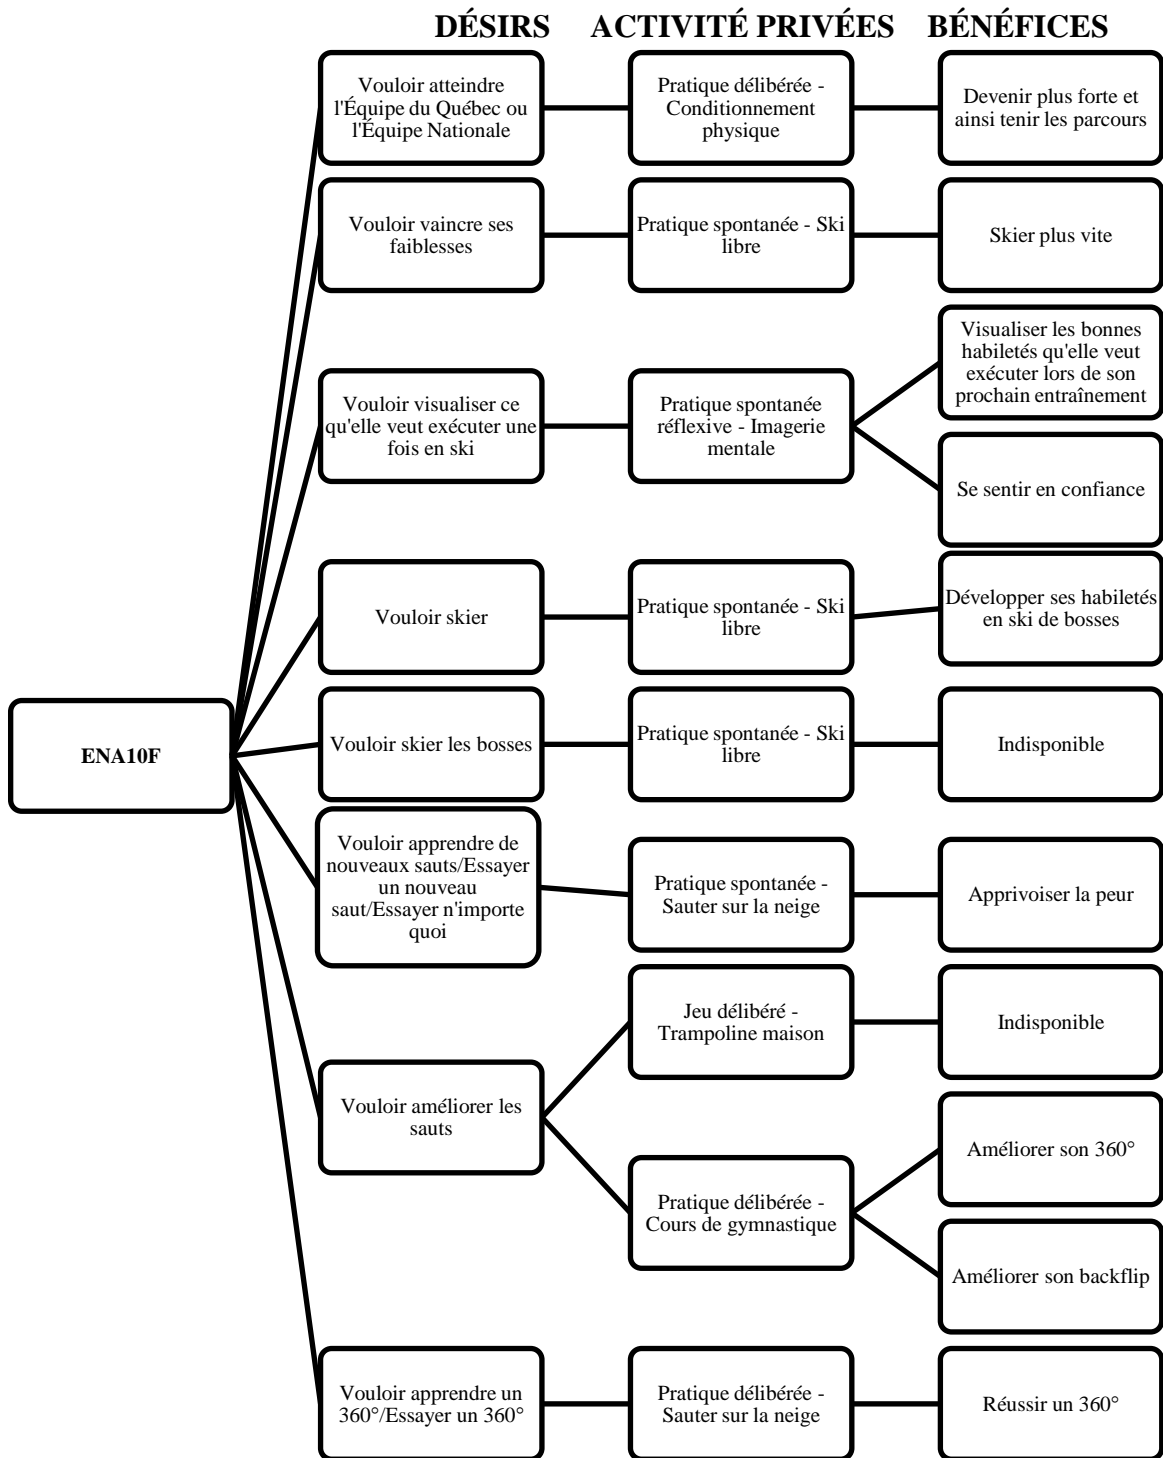 DÉSIRS ACTIVITÉ PRIVÉES BÉNÉFICES
Vouloir atteindre
l'Équipe du Québec ou
l'Équipe Nationale
Pratique délibérée -
Conditionnement
physique
Devenir plus forte et
ainsi tenir les parcours
Vouloir vaincre ses
faiblesses
Pratique spontanée - Ski
libre
Skier plus vite
Vouloir visualiser ce
qu'elle veut exécuter une
fois en ski
Pratique spontanée
réflexive - Imagerie
mentale
Visualiser les bonnes
habiletés qu'elle veut
exécuter lors de son
prochain entraînement
Se sentir en confiance
Vouloir skier
Pratique spontanée - Ski
libre
Développer ses habiletés
en ski de bosses
ENA10F
Vouloir skier les bosses
Pratique spontanée - Ski
libre
Indisponible
Vouloir apprendre de
nouveaux sauts/Essayer
un nouveau
saut/Essayer n'importe
quoi
Pratique spontanée -
Sauter sur la neige
Apprivoiser la peur
Vouloir améliorer les
sauts
Jeu délibéré -
Trampoline maison
Indisponible
Pratique délibérée -
Cours de gymnastique
Améliorer son 360°
Améliorer son backflip
Vouloir apprendre un
360°/Essayer un 360°
Pratique délibérée -
Sauter sur la neige
Réussir un 360°